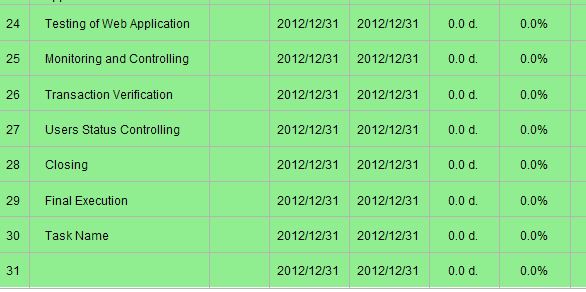 24 Testing of Web Application 2012/12/31 2012/12/31 0.0 d. 0.0%
25 Monitoring and Controlling 2012/12/31 2012/12/31 0.0 d. 0.0%
26 Transaction Verification 2012/12/31 2012/12/31 0.0 d. 0.0%
27 Users Status Controlling 2012/12/31 2012/12/31 0.0 d. 0.0%
28 Closing 2012/12/31 2012/12/31 0.0 d. 0.0%
29 Final Execution 2012/12/31 2012/12/31 0.0 d. 0.0%
30 Task Name 2012/12/31 2012/12/31 0.0 d. 0.0%
31 2012/12/31 2012/12/31 0.0 d. 0.0%